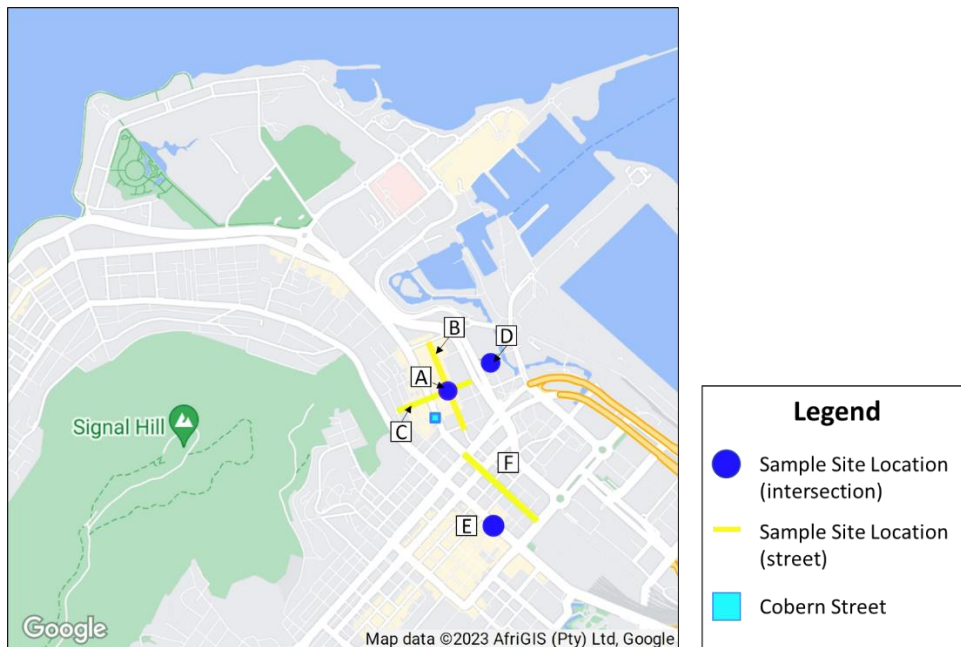 B
D
A
C
Signal Hill
F
E
Google
Map data ©2023 AfriGIS (Pty) Ltd, Google
Legend
Sample Site Location
(intersection)
Sample Site Location
(street)
Cobern Street